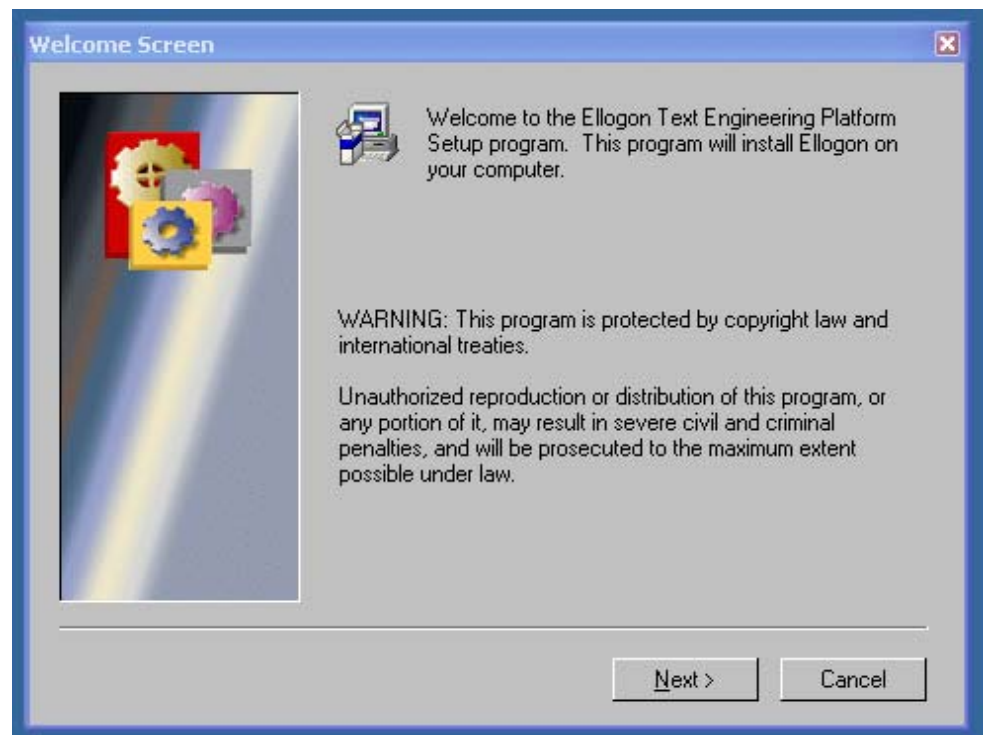 Welcome Screen
Welcome to the Ellogon Text Engineering Platform
Setup program.  This program will install Ellogon on
your computer.
WARNING: This program is protected by copyright law and
international treaties.
Unauthorized reproduction or distribution of this program, or
any portion of it, may result in severe civil and criminal
penalties, and will be prosecuted to the maximum extent
possible under law.
Next >
Cancel